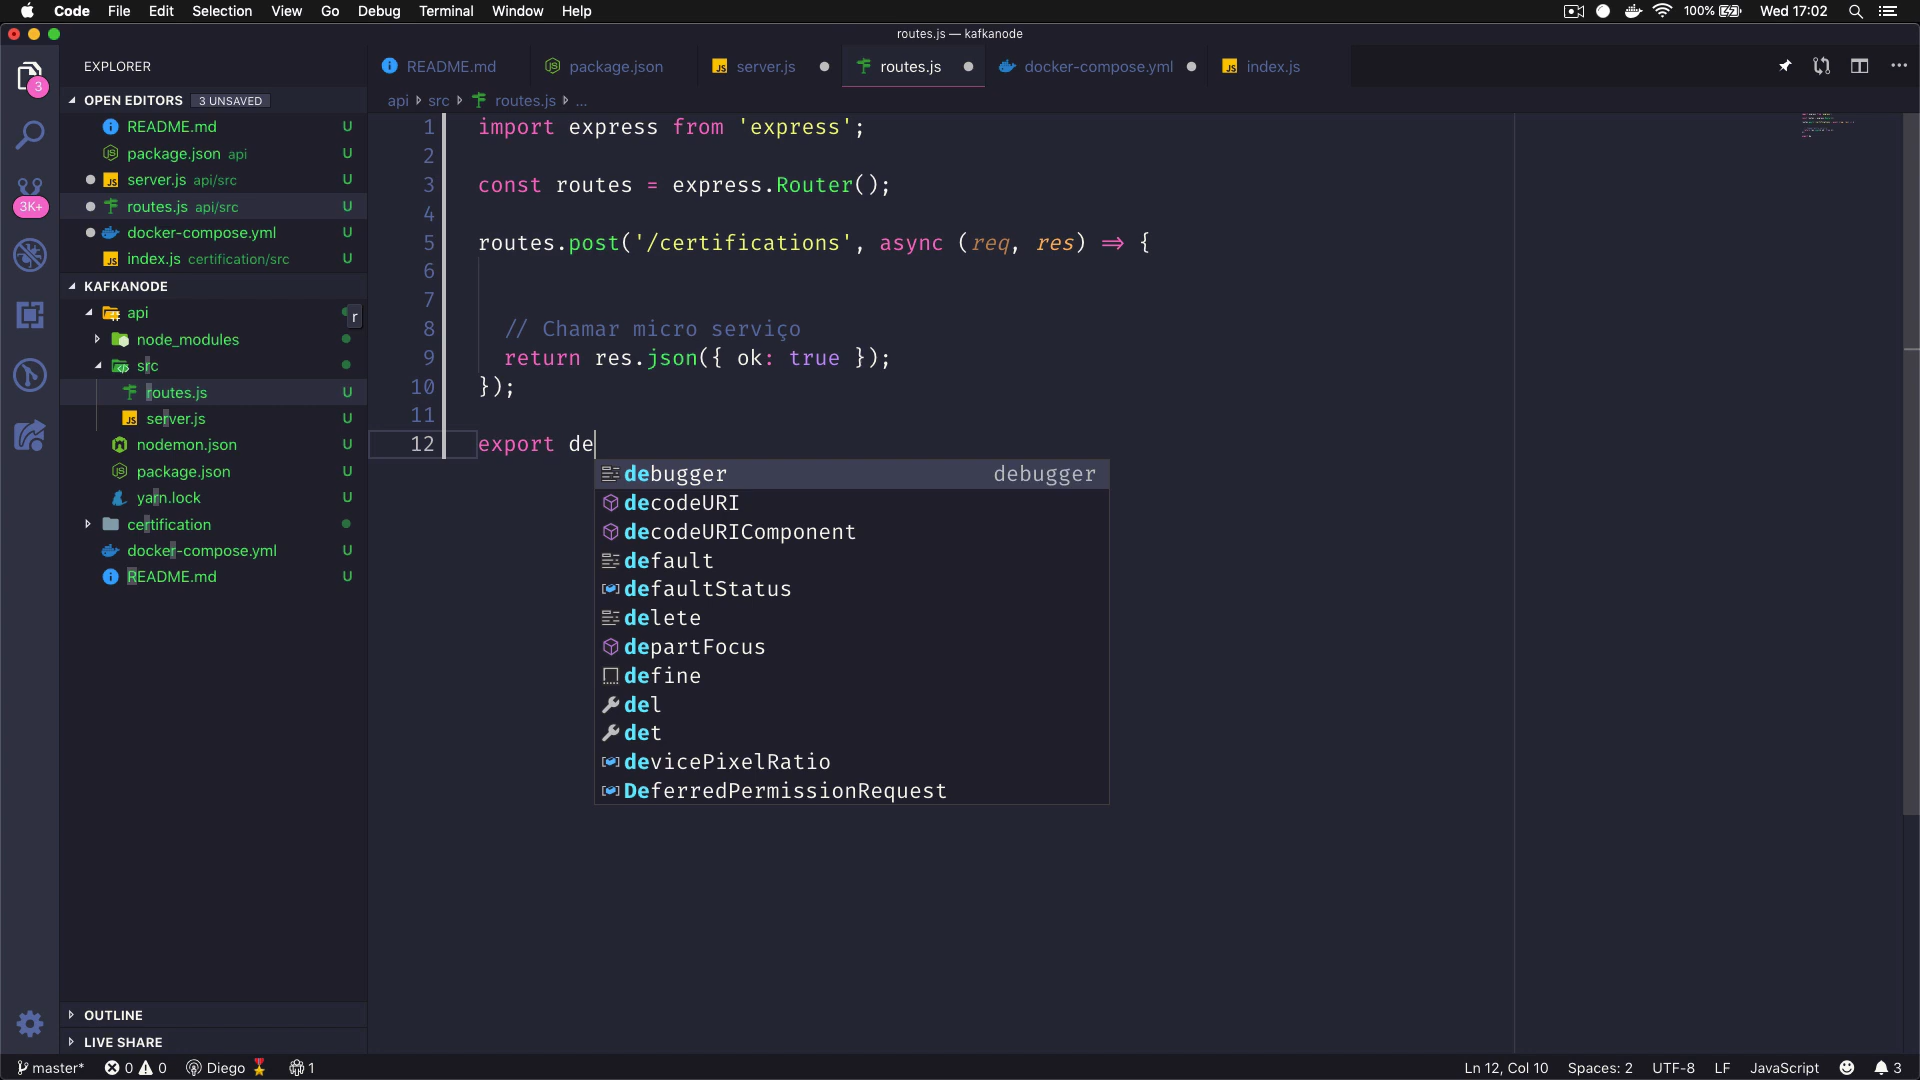 Code File Edit Selection View Go Debug Terminal Window Help
100% Wed 17:02
routes.js — kafkanode
3
3K+
EXPLORER
OPEN EDITORS 3 UNSAVED
README.md U
package.json api U
server.js api/src U
routes.js api/src U
docker-compose.yml U
index.js certification/src U
KAFKANODE
api
r
node_modules
src
routes.js U
server.js U
nodemon.json U
package.json U
yarn.lock U
certification
docker-compose.yml U
README.md U
OUTLINE
LIVE SHARE
README.md package.json server.js routes.js docker-compose.yml index.js
api src routes.js ...
1 import express from 'express';
2
3 const routes = express.Router();
4
5 routes.post('/certifications', async (req, res) => {
6
7
8 // Chamar micro serviço
9 return res.json({ ok: true });
10 });
11
12 export de
debugger debugger
decodeURI
decodeURIComponent
default
defaultStatus
delete
departFocus
define
del
det
devicePixelRatio
DeferredPermissionRequest
master* 0 0 Diego 1
Ln 12, Col 10 Spaces: 2 UTF-8 LF JavaScript 3